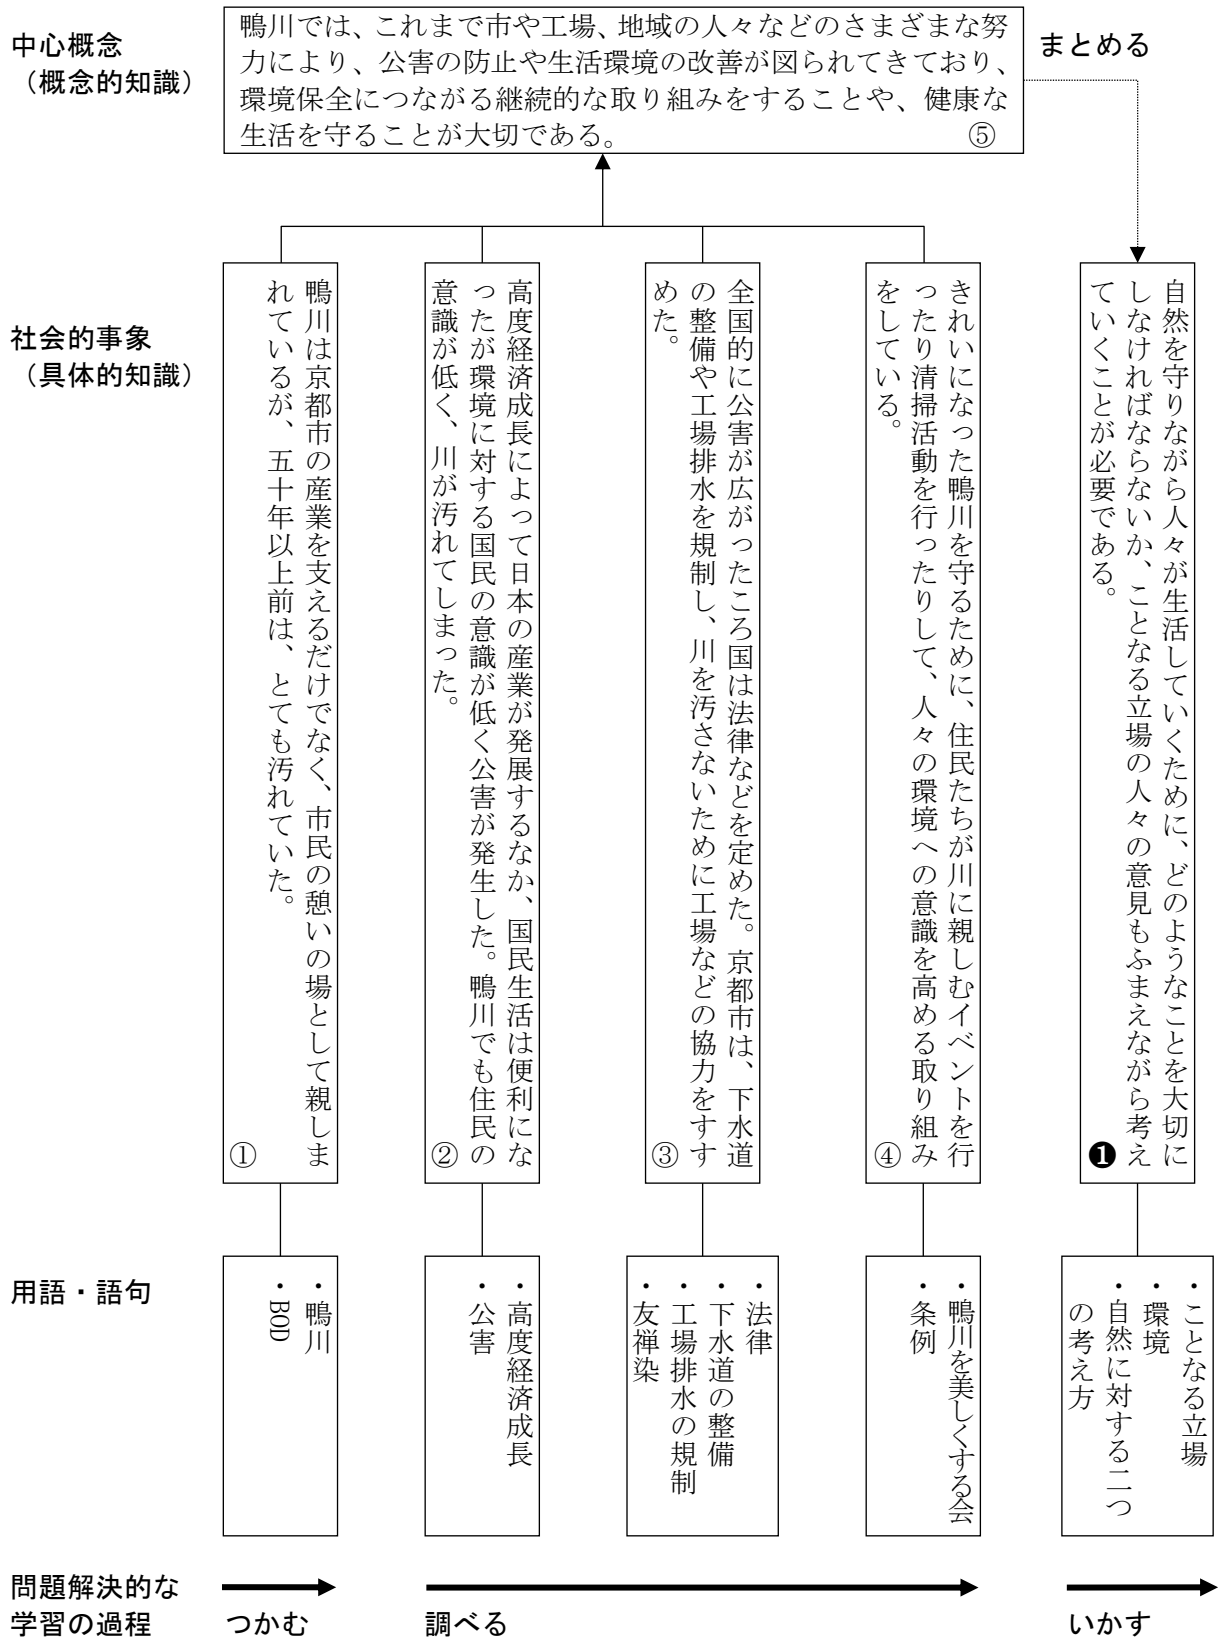 中心概念
（概念的知識）
鴨川では、これまで市や工場、地域の人々などのさまざまな努
力により、公害の防止や生活環境の改善が図られてきており、
環境保全につながる継続的な取り組みをすることや、健康な
生活を守ることが大切である。 ⑤
まとめる
社会的事象
（具体的知識）
鴨川は京都市の産業を支えるだけでなく、市民の憩いの場として親しま
れているが、五十年以上前は、とても汚れていた。
①
高度経済成長によって日本の産業が発展するなか、国民生活は便利にな
ったが環境に対する国民の意識が低く公害が発生した。鴨川でも住民の
意識が低く、川が汚れてしまった。 ②
全国的に公害が広がったころ国は法律などを定めた。京都市は、下水道
の整備や工場排水を規制し、川を汚さないために工場などの協力をすす
めた。 ③
きれいになった鴨川を守るために、住民たちが川に親しむイベントを行
ったり清掃活動を行ったりして、人々の環境への意識を高める取り組み
をしている。 ④
自然を守りながら人々が生活していくために、どのようなことを大切に
しなければならないか、ことなる立場の人々の意見もふまえながら考え
ていくことが必要である。 ❶
用語・語句
・鴨川
・BOD
・高度経済成長
・公害
・法律
・下水道の整備
・工場排水の規制
・友禅染
・鴨川を美しくする会
・条例
・ことなる立場
・環境
・自然に対する二つ
の考え方
問題解決的な
学習の過程
つかむ
調べる
いかす